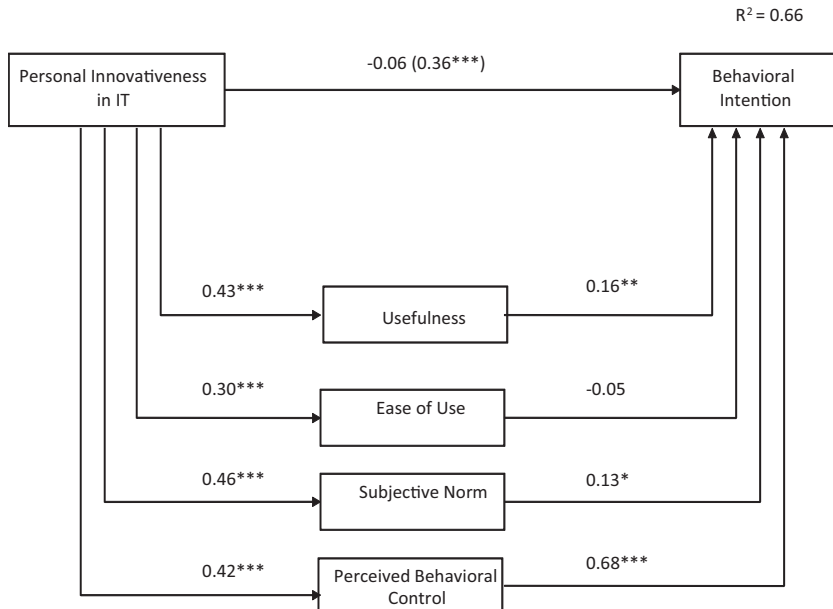 R² = 0.66
-0.06 (0.36***)
Personal Innovativeness
in IT
Behavioral
Intention
0.43***
Usefulness
0.16**
0.30***
Ease of Use
-0.05
0.46***
Subjective Norm
0.13*
0.42***
Perceived Behavioral
Control
0.68***